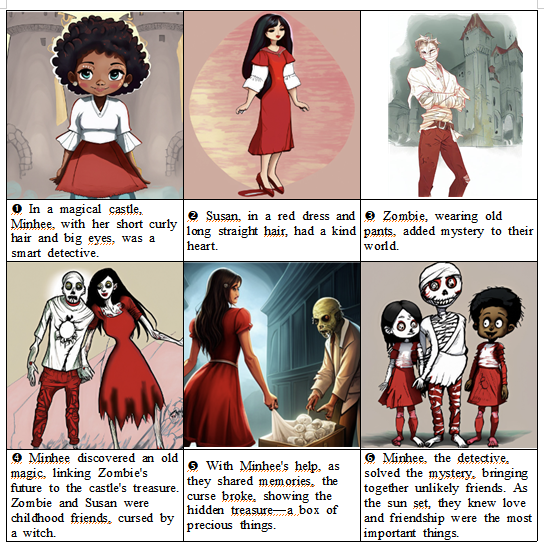 ❶ In a magical castle,
Minhee, with her short curly
hair and big eyes, was a
smart detective.
❷ Susan, in a red dress and
long straight hair, had a kind
heart.
❸ Zombie, wearing old
pants, added mystery to their
world.
❹ Minhee discovered an old
magic, linking Zombie's
future to the castle's treasure.
Zombie and Susan were
childhood friends, cursed by
a witch.
❺ With Minhee's help, as
they shared memories, the
curse broke, showing the
hidden treasure—a box of
precious things.
❻ Minhee, the detective,
solved the mystery, bringing
together unlikely friends. As
the sun set, they knew love
and friendship were the most
important things.